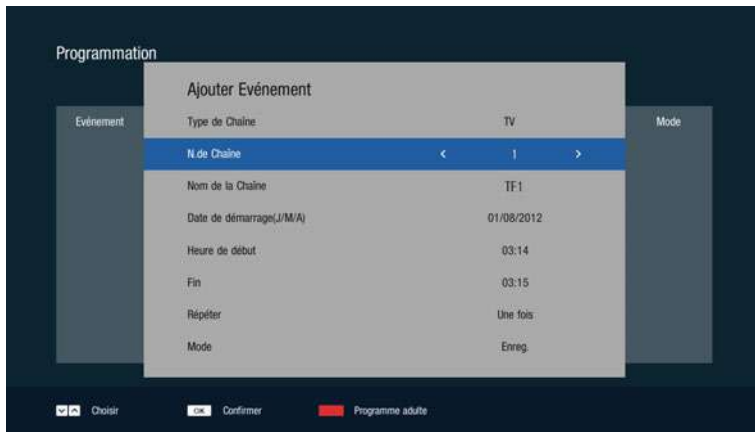 Programmation
Ajouter Evénement
Evénement
Mode
Type de Chaîne TV
N.de Chaîne < 1 >
Nom de la Chaîne TF1
Date de démarrage(J/M/A) 01/08/2012
Heure de début 03:14
Fin 03:15
Répéter Une fois
Mode Enreg.
Choisir OK Confirmer Programme adulte